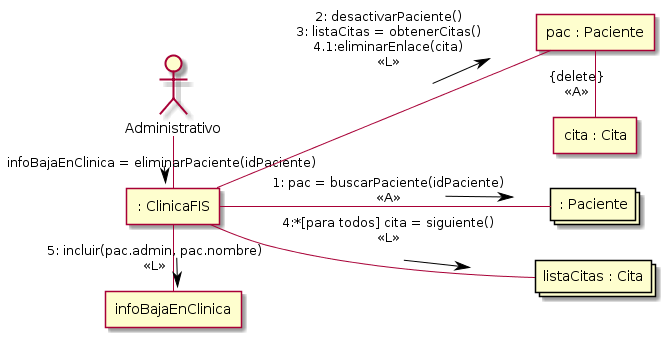 2: desactivarPaciente()
3: listaCitas = obtenerCitas()
4.1:eliminarEnlace(cita)
«L»
pac : Paciente
{delete}
«A»
Administrativo
cita : Cita
infoBajaEnClinica = eliminarPaciente(idPaciente)
1: pac = buscarPaciente(idPaciente)
«A»
: ClinicaFIS
: Paciente
4:*[para todos] cita = siguiente()
«L»
5: incluir(pac.admin, pac.nombre)
«L»
listaCitas : Cita
infoBajaEnClinica